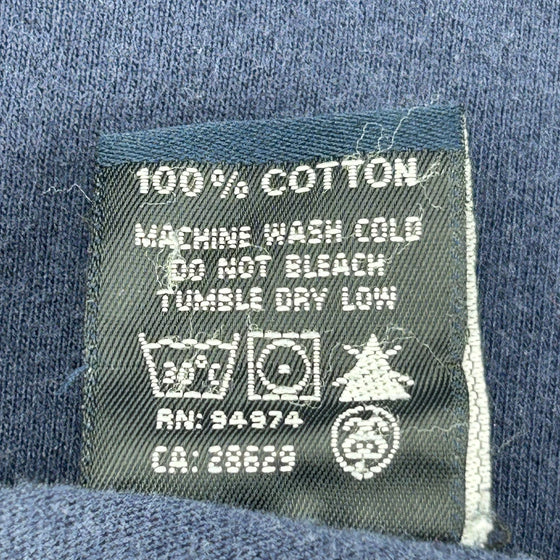 100% COTTON
MACHINE WASH COLD
DO NOT BLEACH
TUMBLE DRY LOW
30°C
RN: 94974
CA: 28629